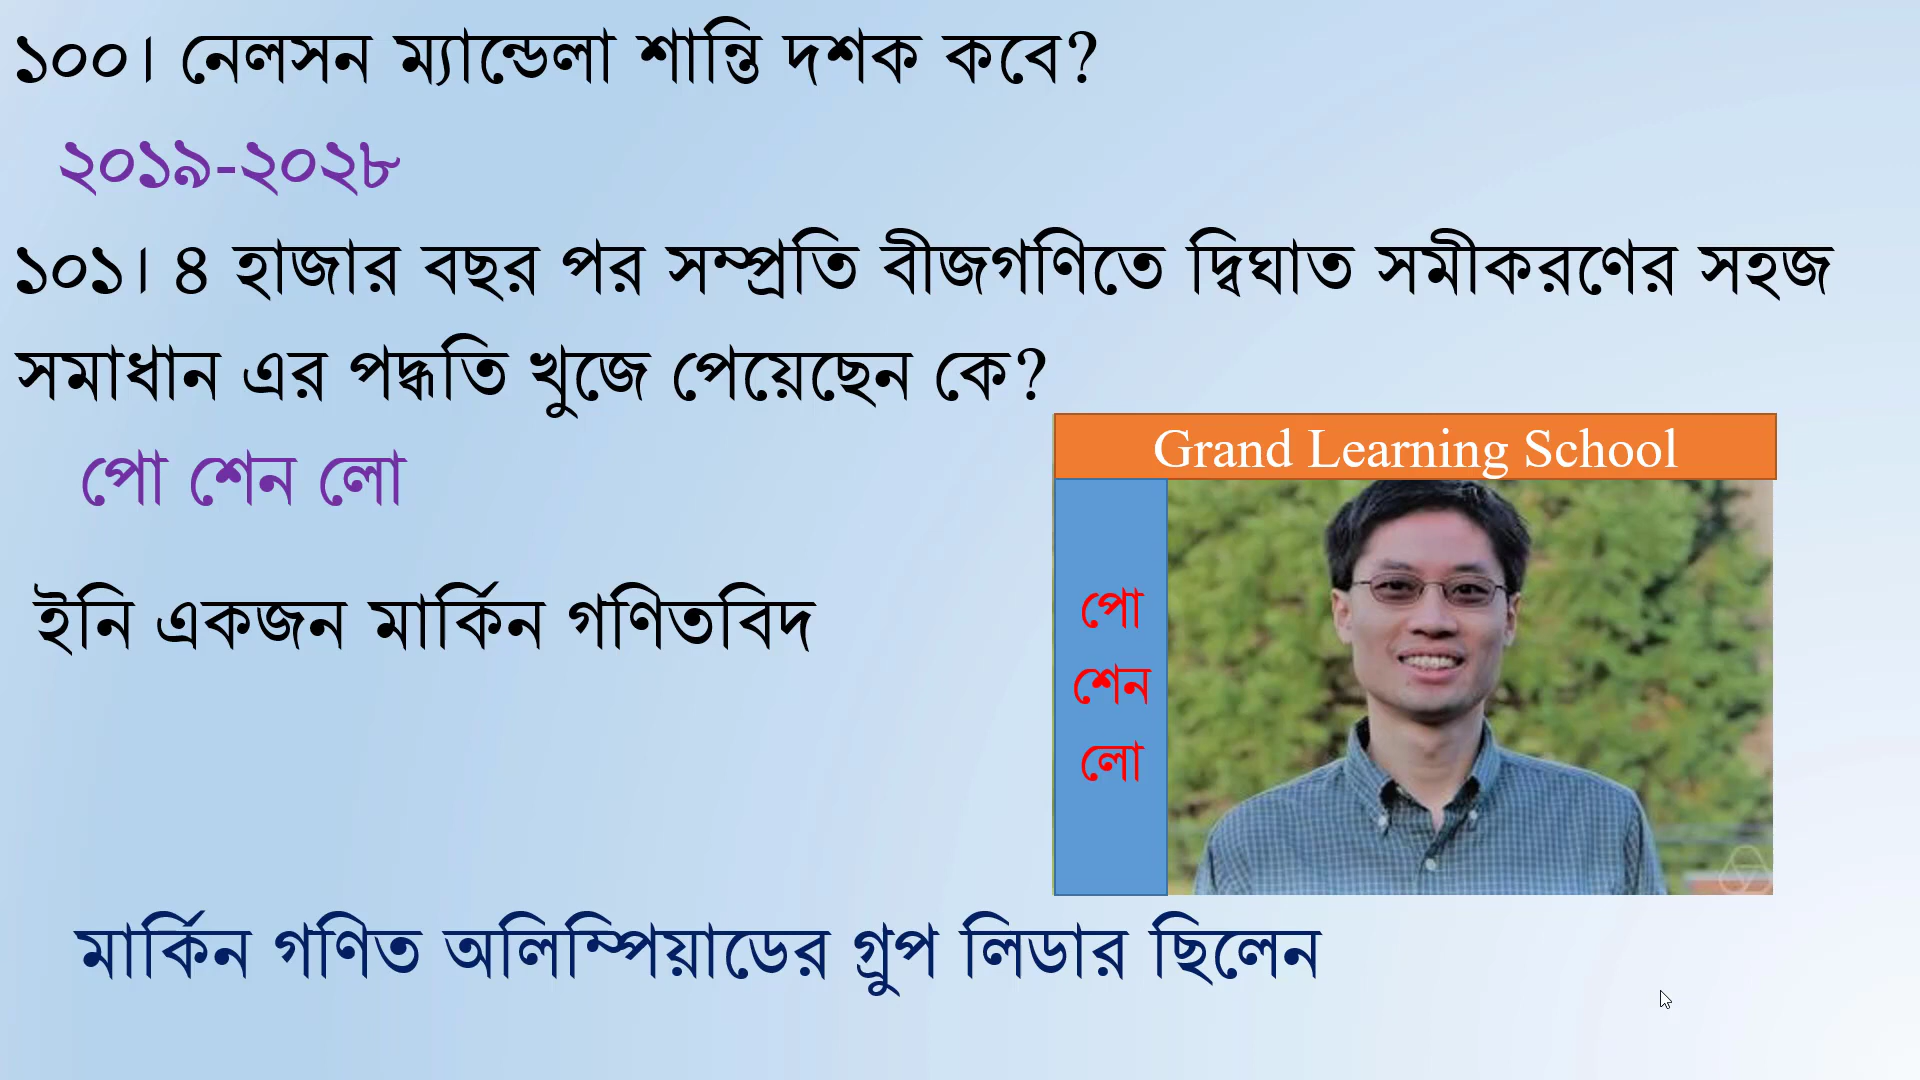 ১০০। নেলসন ম্যান্ডেলা শান্তি দশক কবে?
২০১৯-২০২৮
১০১। ৪ হাজার বছর পর সম্প্রতি বীজগণিতে দ্বিঘাত সমীকরণের সহজ
সমাধান এর পদ্ধতি খুজে পেয়েছেন কে?
পো শেন লো
ইনি একজন মার্কিন গণিতবিদ
Grand Learning School
পো
শেন
লো
মার্কিন গণিত অলিম্পিয়াডের গ্রুপ লিডার ছিলেন